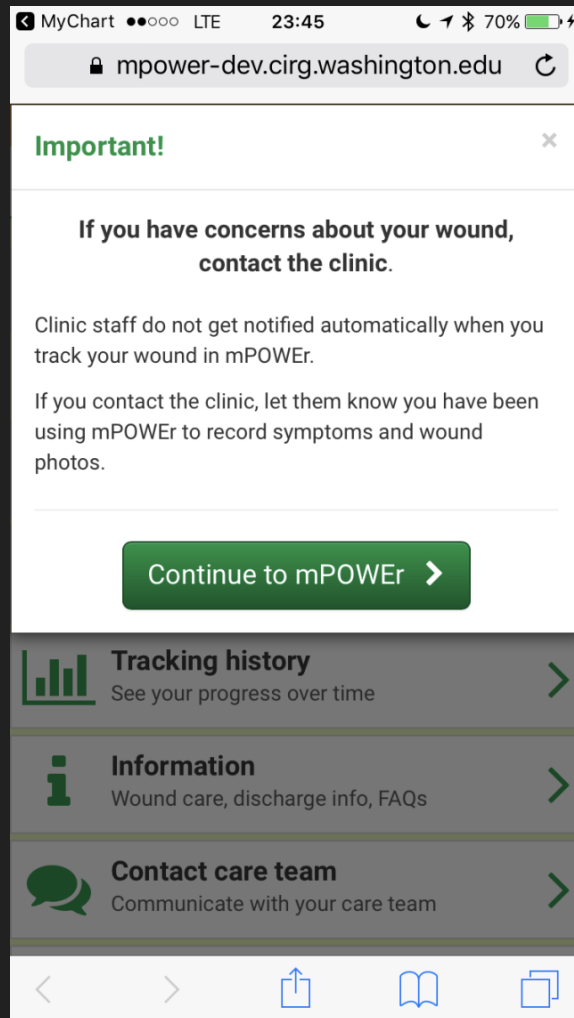 MyChart LTE 23:45 70%
mpower-dev.cirg.washington.edu
Important!
×
If you have concerns about your wound,
contact the clinic.
Clinic staff do not get notified automatically when you
track your wound in mPOWEr.
If you contact the clinic, let them know you have been
using mPOWEr to record symptoms and wound
photos.
Continue to mPOWEr
Tracking history
See your progress over time
Information
Wound care, discharge info, FAQs
Contact care team
Communicate with your care team